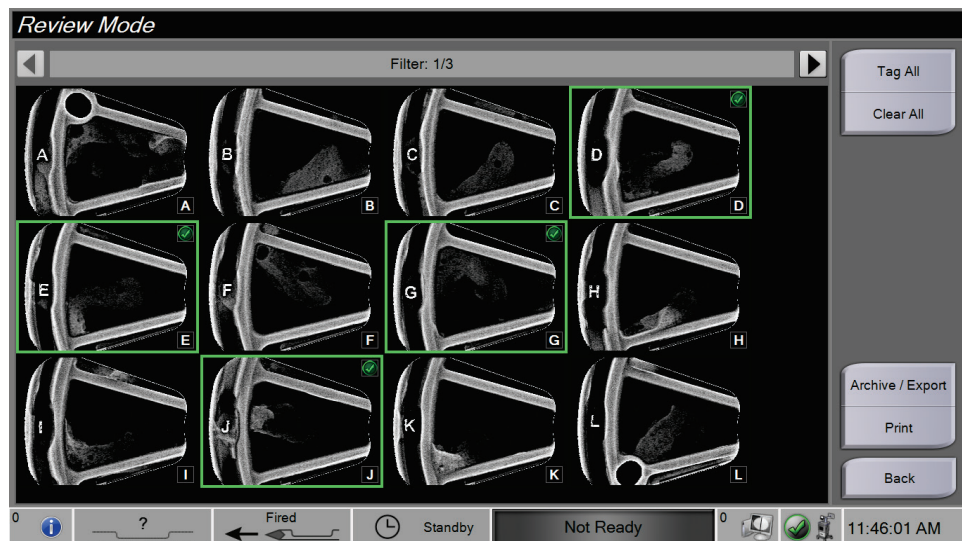 Review Mode
Filter: 1/3
Tag All
Clear All
A
A
B
B
C
C
D
D
E
E
F
F
G
G
H
H
I
I
J
J
K
K
L
L
Archive / Export
Print
Back
0
?
Fired
Standby
Not Ready
0
11:46:01 AM